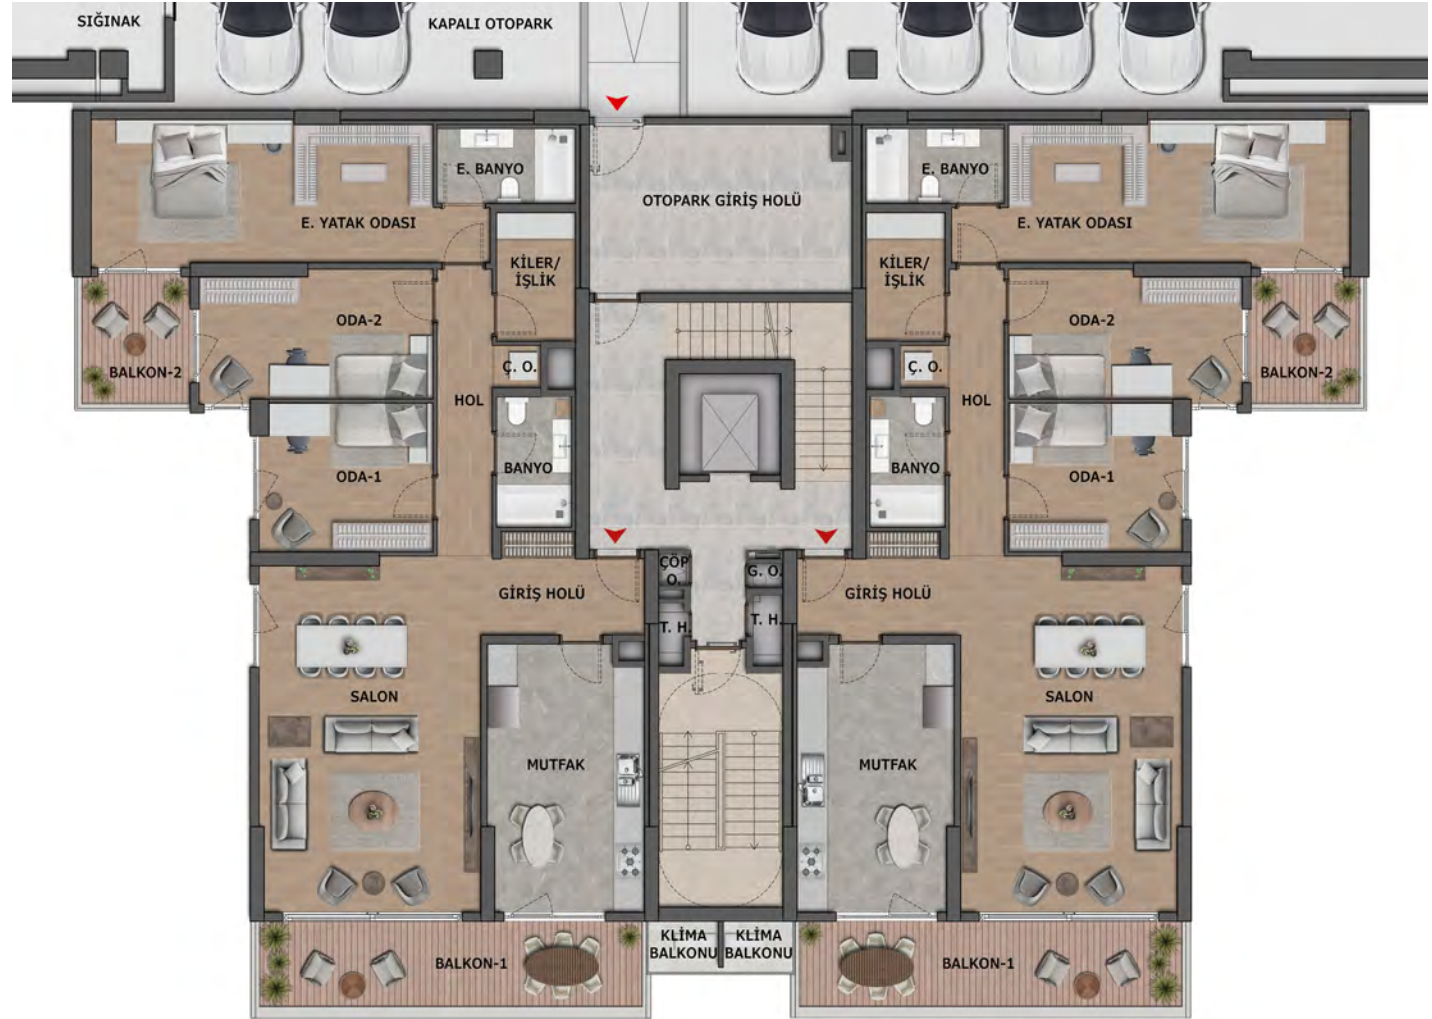 SIĞINAK
KAPALI OTOPARK
E. BANYO
E. BANYO
OTOPARK GİRİŞ HOLÜ
E. YATAK ODASI
E. YATAK ODASI
KİLER/
İŞLİK
KİLER/
İŞLİK
ODA-2
ODA-2
BALKON-2
Ç. O.
Ç. O.
BALKON-2
HOL
HOL
BANYO
BANYO
ODA-1
ODA-1
ÇÖP
O.
G. O.
GİRİŞ HOLÜ
GİRİŞ HOLÜ
T. H.
T. H.
SALON
SALON
MUTFAK
MUTFAK
KLİMA
BALKONU
KLİMA
BALKONU
BALKON-1
BALKON-1